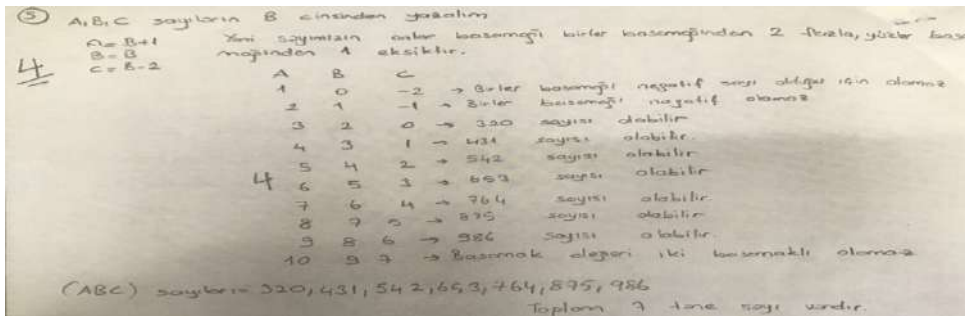 5 A,B,C sayıların B cinsinden yazalım
A= B+1
B= B
C= B-2
Yani sayımızın onlar basamağı birler basamağından 2 fazla, yüzler bas
mağından 1 eksiktir.
4
A B C
1 0 -2 → Birler basamağı negatif sayı olduğu için olamaz
2 1 -1 → Birler basamağı negatif olamaz
3 2 0 → 320 sayısı olabilir
4 3 1 → 431 sayısı olabilir.
5 4 2 → 542 sayısı olabilir
4 6 5 3 → 653 sayısı olabilir
7 6 4 → 764 sayısı olabilir
8 7 5 → 875 sayısı olabilir
9 8 6 → 986 sayısı olabilir.
10 9 7 → Basamak değeri iki basamaklı olamaz
(ABC) sayıları= 320, 431, 542, 653, 764, 875, 986
Toplam 7 tane sayı vardır.